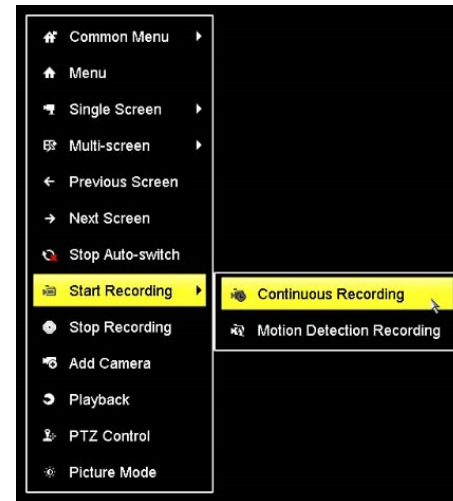 Common Menu
Menu
Single Screen
Multi-screen
Previous Screen
Next Screen
Stop Auto-switch
Start Recording
Continuous Recording
Stop Recording
Motion Detection Recording
Add Camera
Playback
PTZ Control
Picture Mode